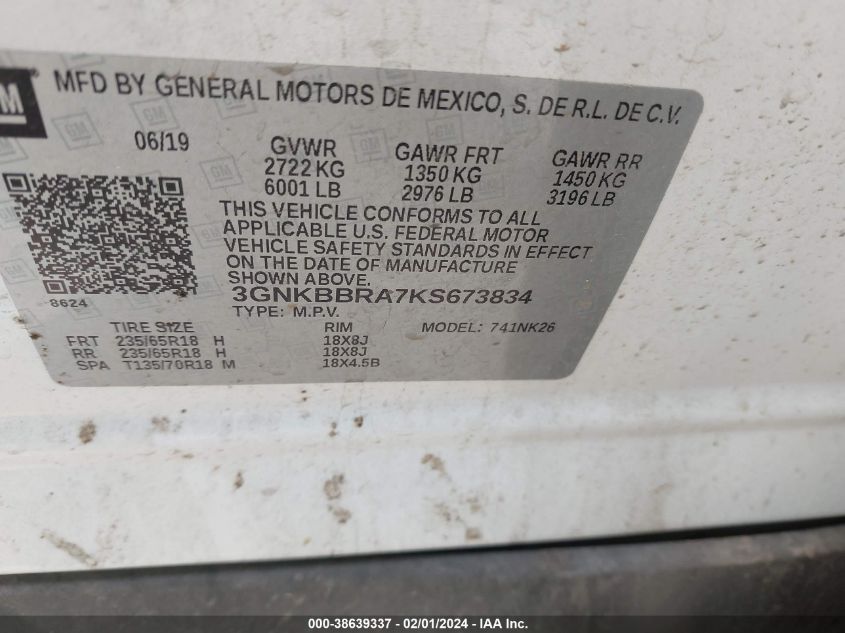 GM
MFD BY GENERAL MOTORS DE MEXICO, S. DE R.L. DE C.V.
06/19
GVWR GAWR FRT GAWR RR
2722 KG 1350 KG 1450 KG
6001 LB 2976 LB 3196 LB
THIS VEHICLE CONFORMS TO ALL
APPLICABLE U.S. FEDERAL MOTOR
VEHICLE SAFETY STANDARDS IN EFFECT
ON THE DATE OF MANUFACTURE
SHOWN ABOVE.
8624
3GNKBBRA7KS673834
TYPE: M.P.V. MODEL: 741NK26
TIRE SIZE RIM
FRT 235/65R18 H 18X8J
RR 235/65R18 H 18X8J
SPA T135/70R18 M 18X4.5B
000-38639337 - 02/01/2024 - IAA Inc.